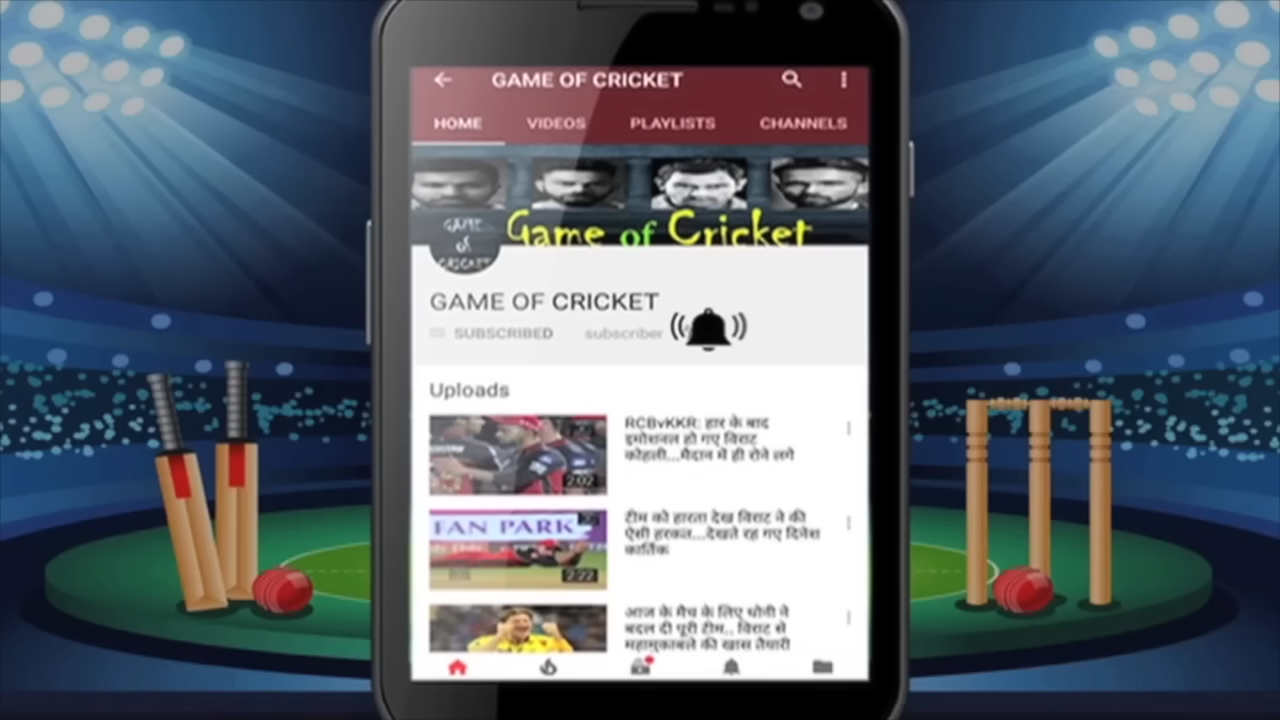 GAME OF CRICKET
HOME VIDEOS PLAYLISTS CHANNELS
Game of Cricket
GAME
of
CRICKET
GAME OF CRICKET
SUBSCRIBED subscriber
Uploads
RCBvKKR: हार के बाद
इमोशनल हो गए विराट
कोहली...मैदान में ही रोने लगे
2:02
टीम को हारता देख विराट ने की
ऐसी हरकत...देखते रह गए दिनेश
कार्तिक
FAN PARK
2:22
आज के मैच के लिए धोनी ने
बदल दी पूरी टीम.. विराट से
महामुकाबले की खास तैयारी